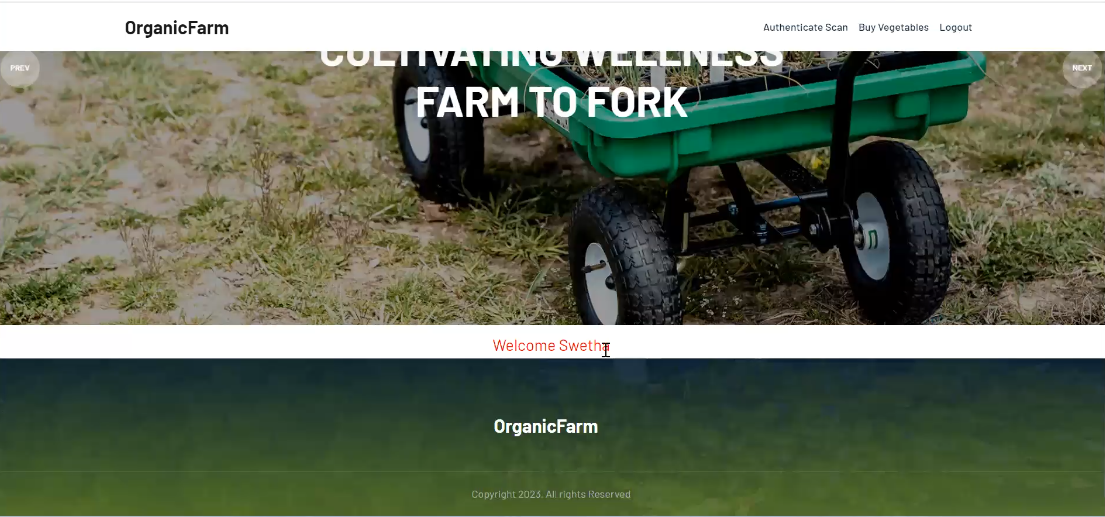 OrganicFarm
Authenticate Scan Buy Vegetables Logout
PREV
NEXT
CULTIVATING WELLNESS
FARM TO FORK
Welcome Swetha
OrganicFarm
Copyright 2023. All rights Reserved